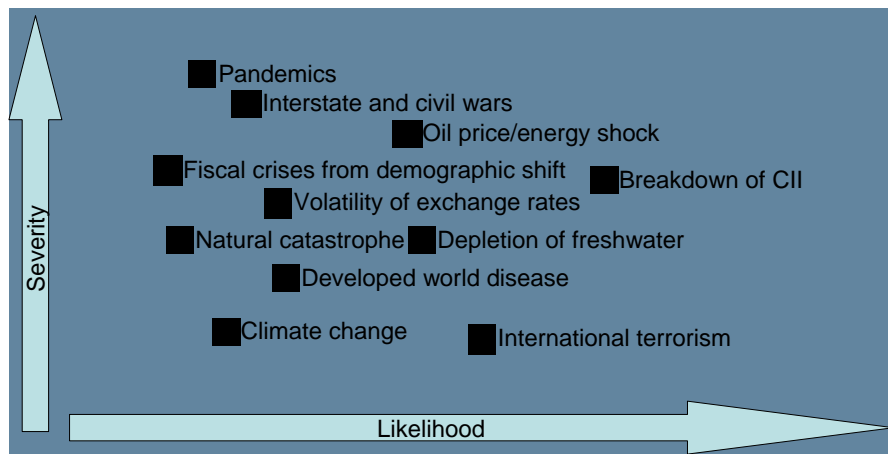 Pandemics
Interstate and civil wars
Oil price/energy shock
Fiscal crises from demographic shift
Breakdown of CII
Volatility of exchange rates
Natural catastrophe
Depletion of freshwater
Developed world disease
Climate change
International terrorism
Severity
Likelihood